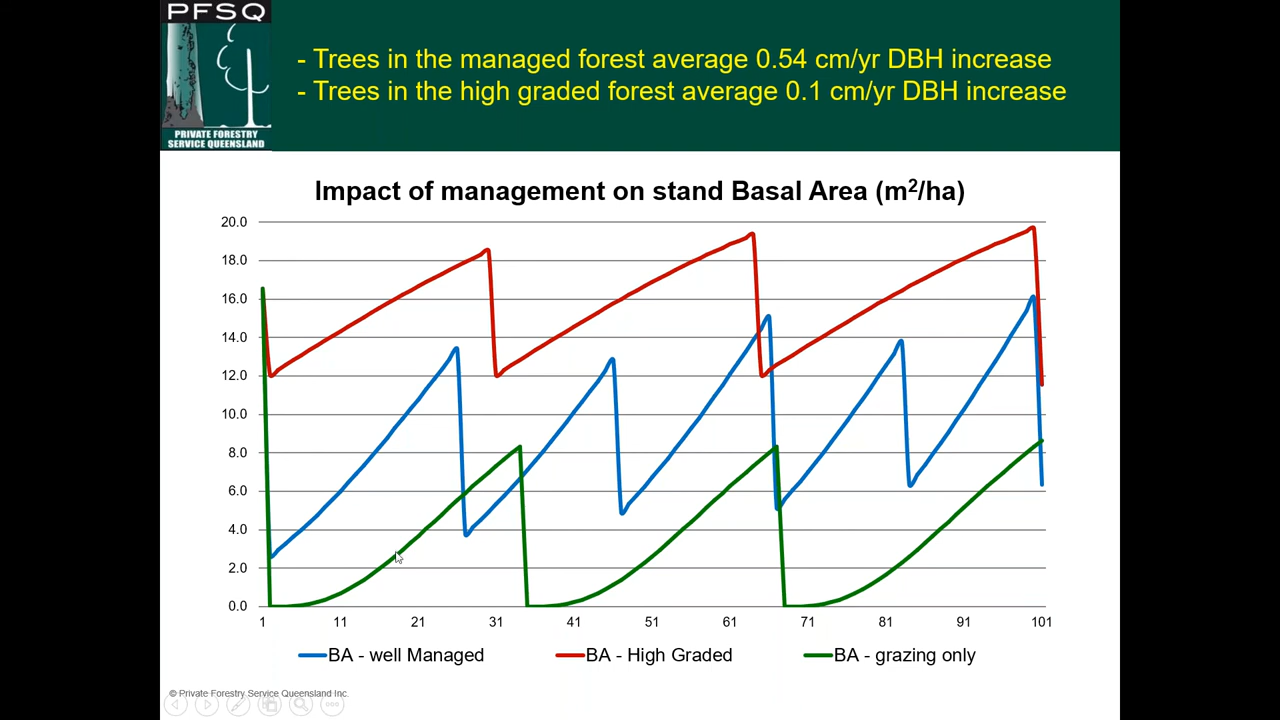 PFSQ
PRIVATE FORESTRY
SERVICE QUEENSLAND
- Trees in the managed forest average 0.54 cm/yr DBH increase
- Trees in the high graded forest average 0.1 cm/yr DBH increase
Impact of management on stand Basal Area (m²/ha)
20.0
18.0
16.0
14.0
12.0
10.0
8.0
6.0
4.0
2.0
0.0
1 11 21 31 41 51 61 71 81 91 101
BA - well Managed BA - High Graded BA - grazing only
© Private Forestry Service Queensland Inc.